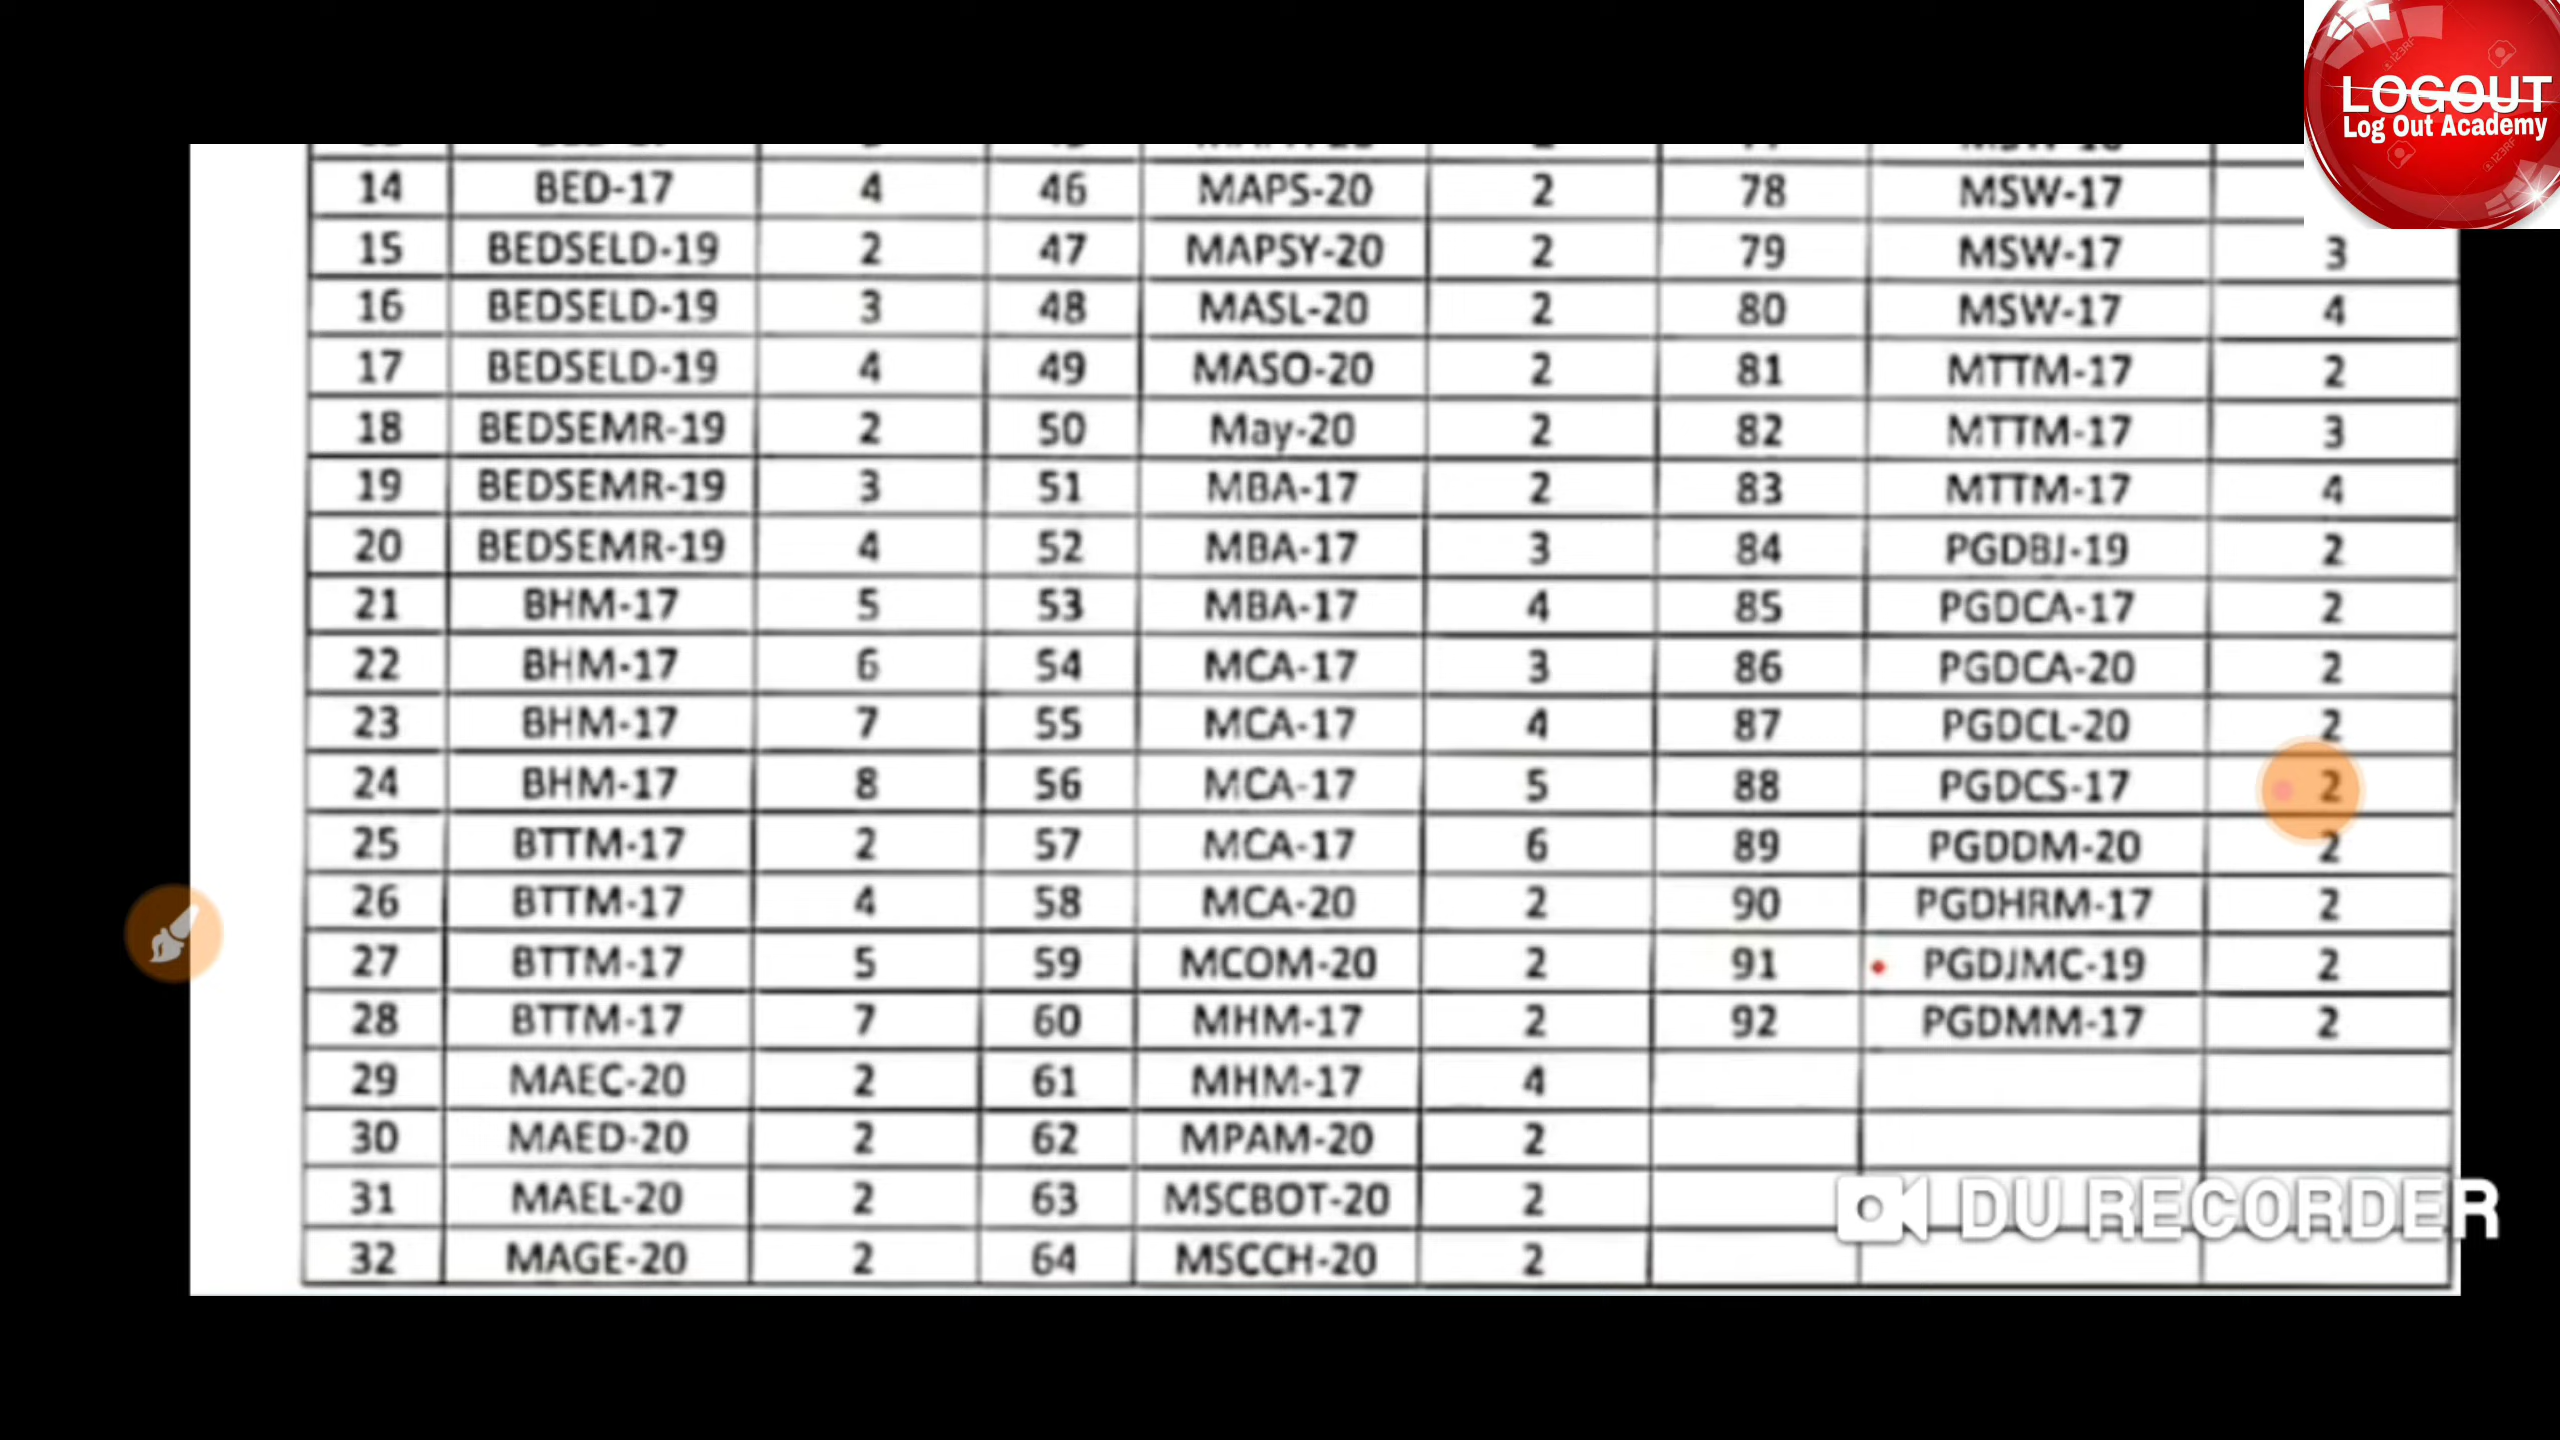 LOGOUT
Log Out Academy
14 BED-17 4 46 MAPS-20 2 78 MSW-17
15 BEDSELD-19 2 47 MAPSY-20 2 79 MSW-17 3
16 BEDSELD-19 3 48 MASL-20 2 80 MSW-17 4
17 BEDSELD-19 4 49 MASO-20 2 81 MTTM-17 2
18 BEDSEMR-19 2 50 May-20 2 82 MTTM-17 3
19 BEDSEMR-19 3 51 MBA-17 2 83 MTTM-17 4
20 BEDSEMR-19 4 52 MBA-17 3 84 PGDBJ-19 2
21 BHM-17 5 53 MBA-17 4 85 PGDCA-17 2
22 BHM-17 6 54 MCA-17 3 86 PGDCA-20 2
23 BHM-17 7 55 MCA-17 4 87 PGDCL-20 2
24 BHM-17 8 56 MCA-17 5 88 PGDCS-17 2
25 BTTM-17 2 57 MCA-17 6 89 PGDDM-20 2
26 BTTM-17 4 58 MCA-20 2 90 PGDHRM-17 2
27 BTTM-17 5 59 MCOM-20 2 91 PGDJMC-19 2
28 BTTM-17 7 60 MHM-17 2 92 PGDMM-17 2
29 MAEC-20 2 61 MHM-17 4
30 MAED-20 2 62 MPAM-20 2
31 MAEL-20 2 63 MSCBOT-20 2
32 MAGE-20 2 64 MSCCH-20 2
DU RECORDER